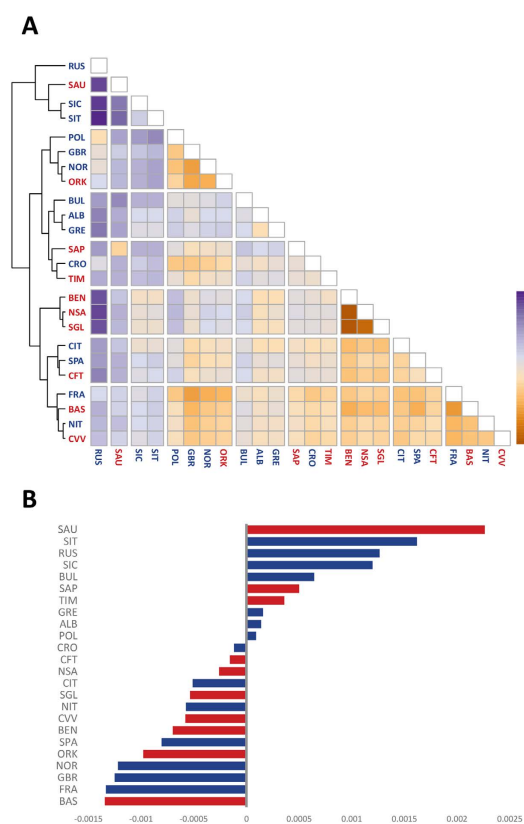 A
RUS
SAU
SIC
SIT
POL
GBR
NOR
ORK
BUL
ALB
GRE
SAP
CRO
TIM
BEN
NSA
SGL
CIT
SPA
CFT
FRA
BAS
NIT
CVV
RUS SAU SIC SIT POL GBR NOR ORK BUL ALB GRE SAP CRO TIM BEN NSA SGL CIT SPA CFT FRA BAS NIT CVV
B
SAU
SIT
RUS
SIC
BUL
SAP
TIM
GRE
ALB
POL
CRO
CFT
NSA
CIT
SGL
NIT
CVV
BEN
SPA
ORK
NOR
GBR
FRA
BAS
-0.0015 -0.001 -0.0005 0 0.0005 0.001 0.0015 0.002 0.0025